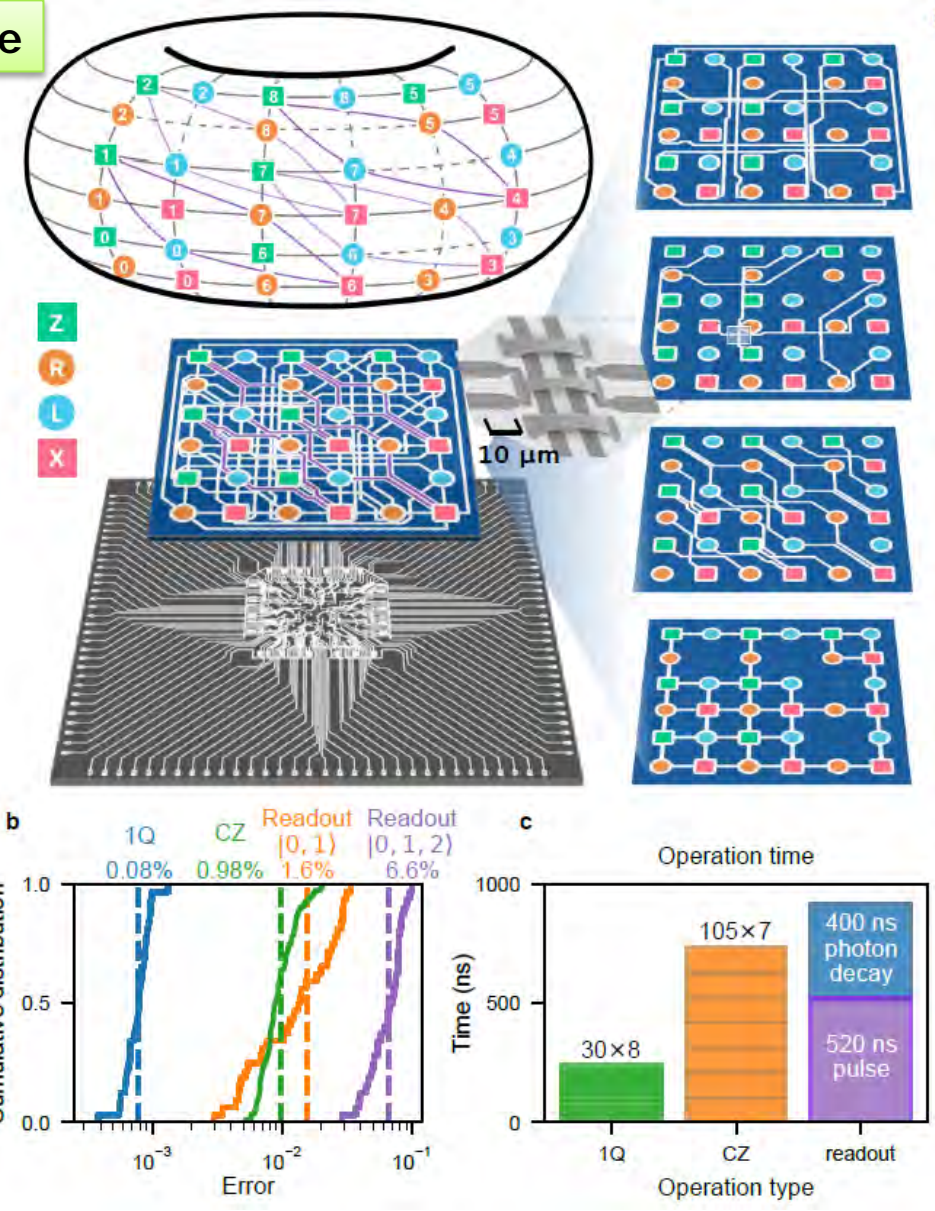 e
2 2 8 8 5 5
2 8 5 5
1 1 7 7 4
1 1 7 7 4 4
0 0 6 6 3
0 0 6 6 3 3
Z
R
L
X
10 μm
b
1Q
0.08%
CZ
0.98%
Readout
|0, 1⟩
1.6%
Readout
|0, 1, 2⟩
6.6%
1.0
0.5
0.0
10⁻³
10⁻²
10⁻¹
Error
c
Operation time
1000
500
0
Time (ns)
30×8
105×7
400 ns
photon
decay
520 ns
pulse
1Q
CZ
readout
Operation type